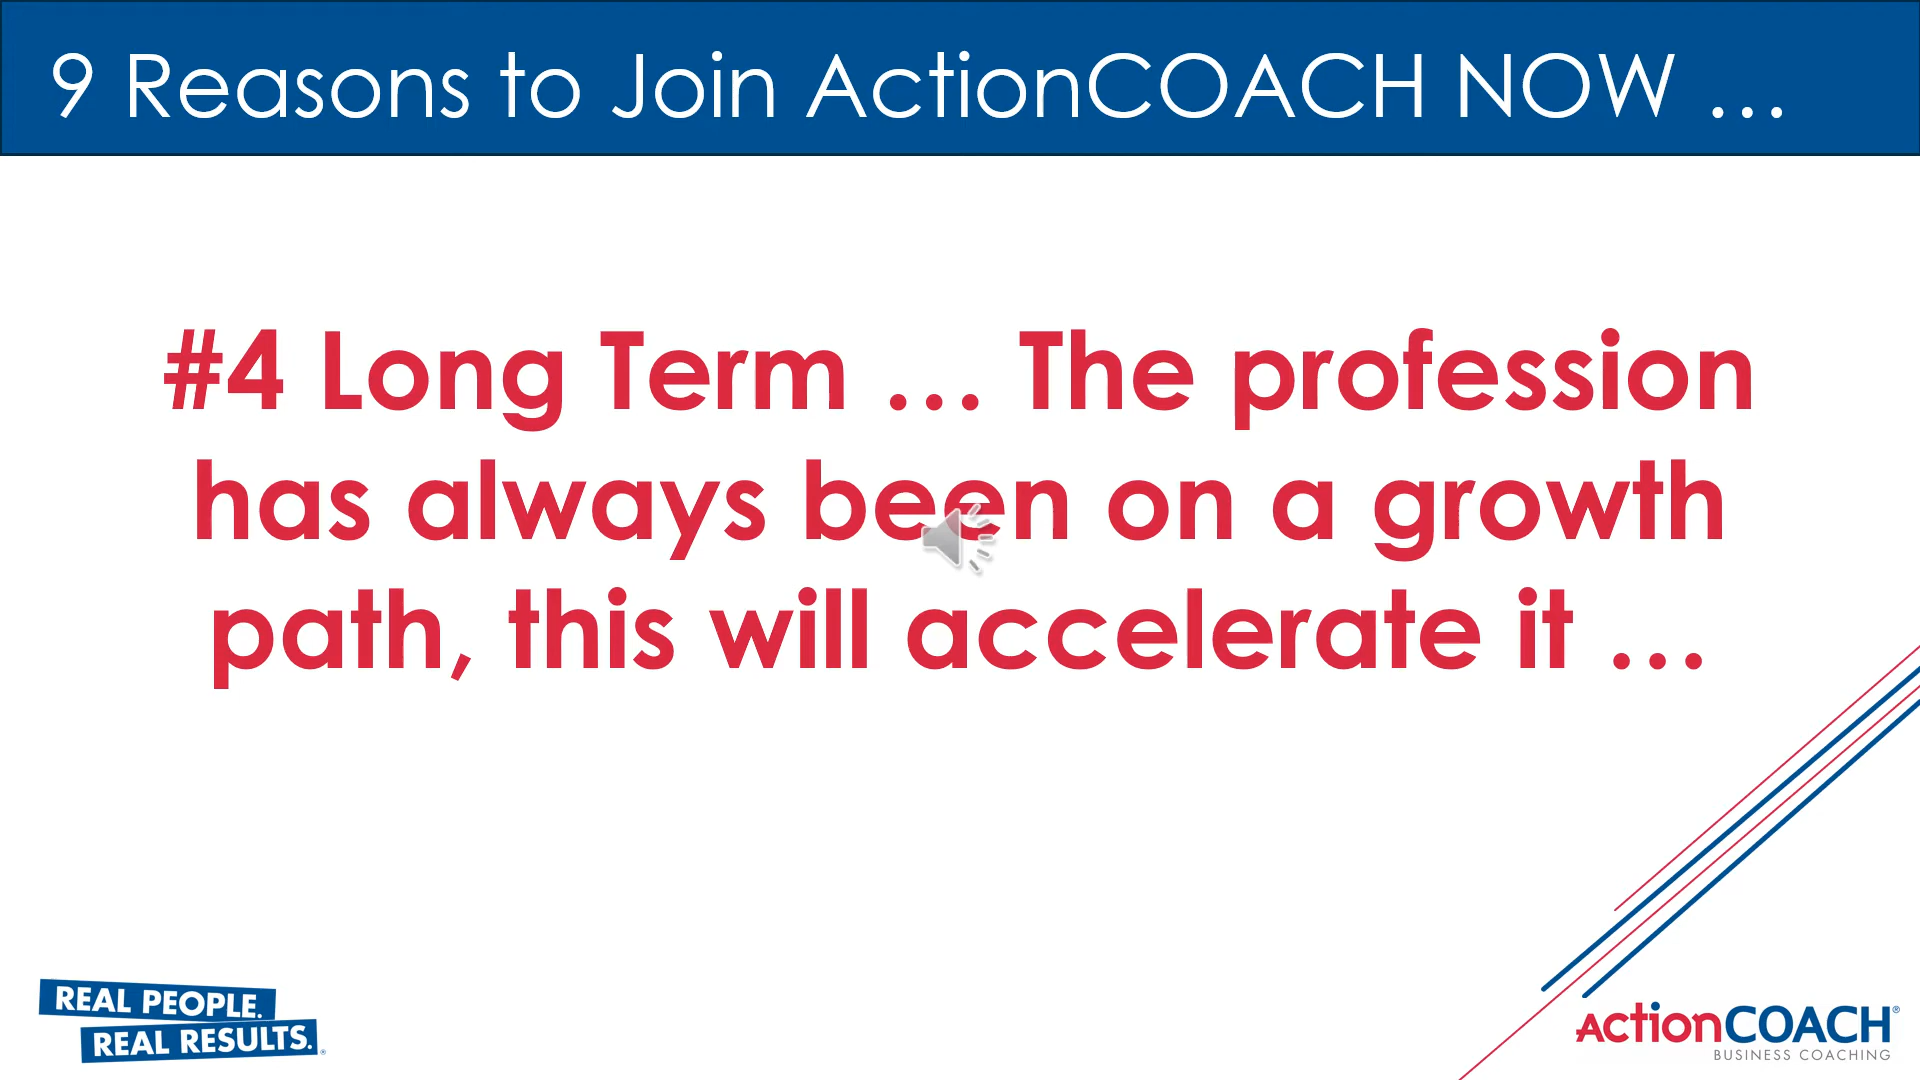 9 Reasons to Join ActionCOACH NOW ...
#4 Long Term ... The profession
has always been on a growth
path, this will accelerate it ...
REAL PEOPLE.
REAL RESULTS.
ActionCOACH®
BUSINESS COACHING